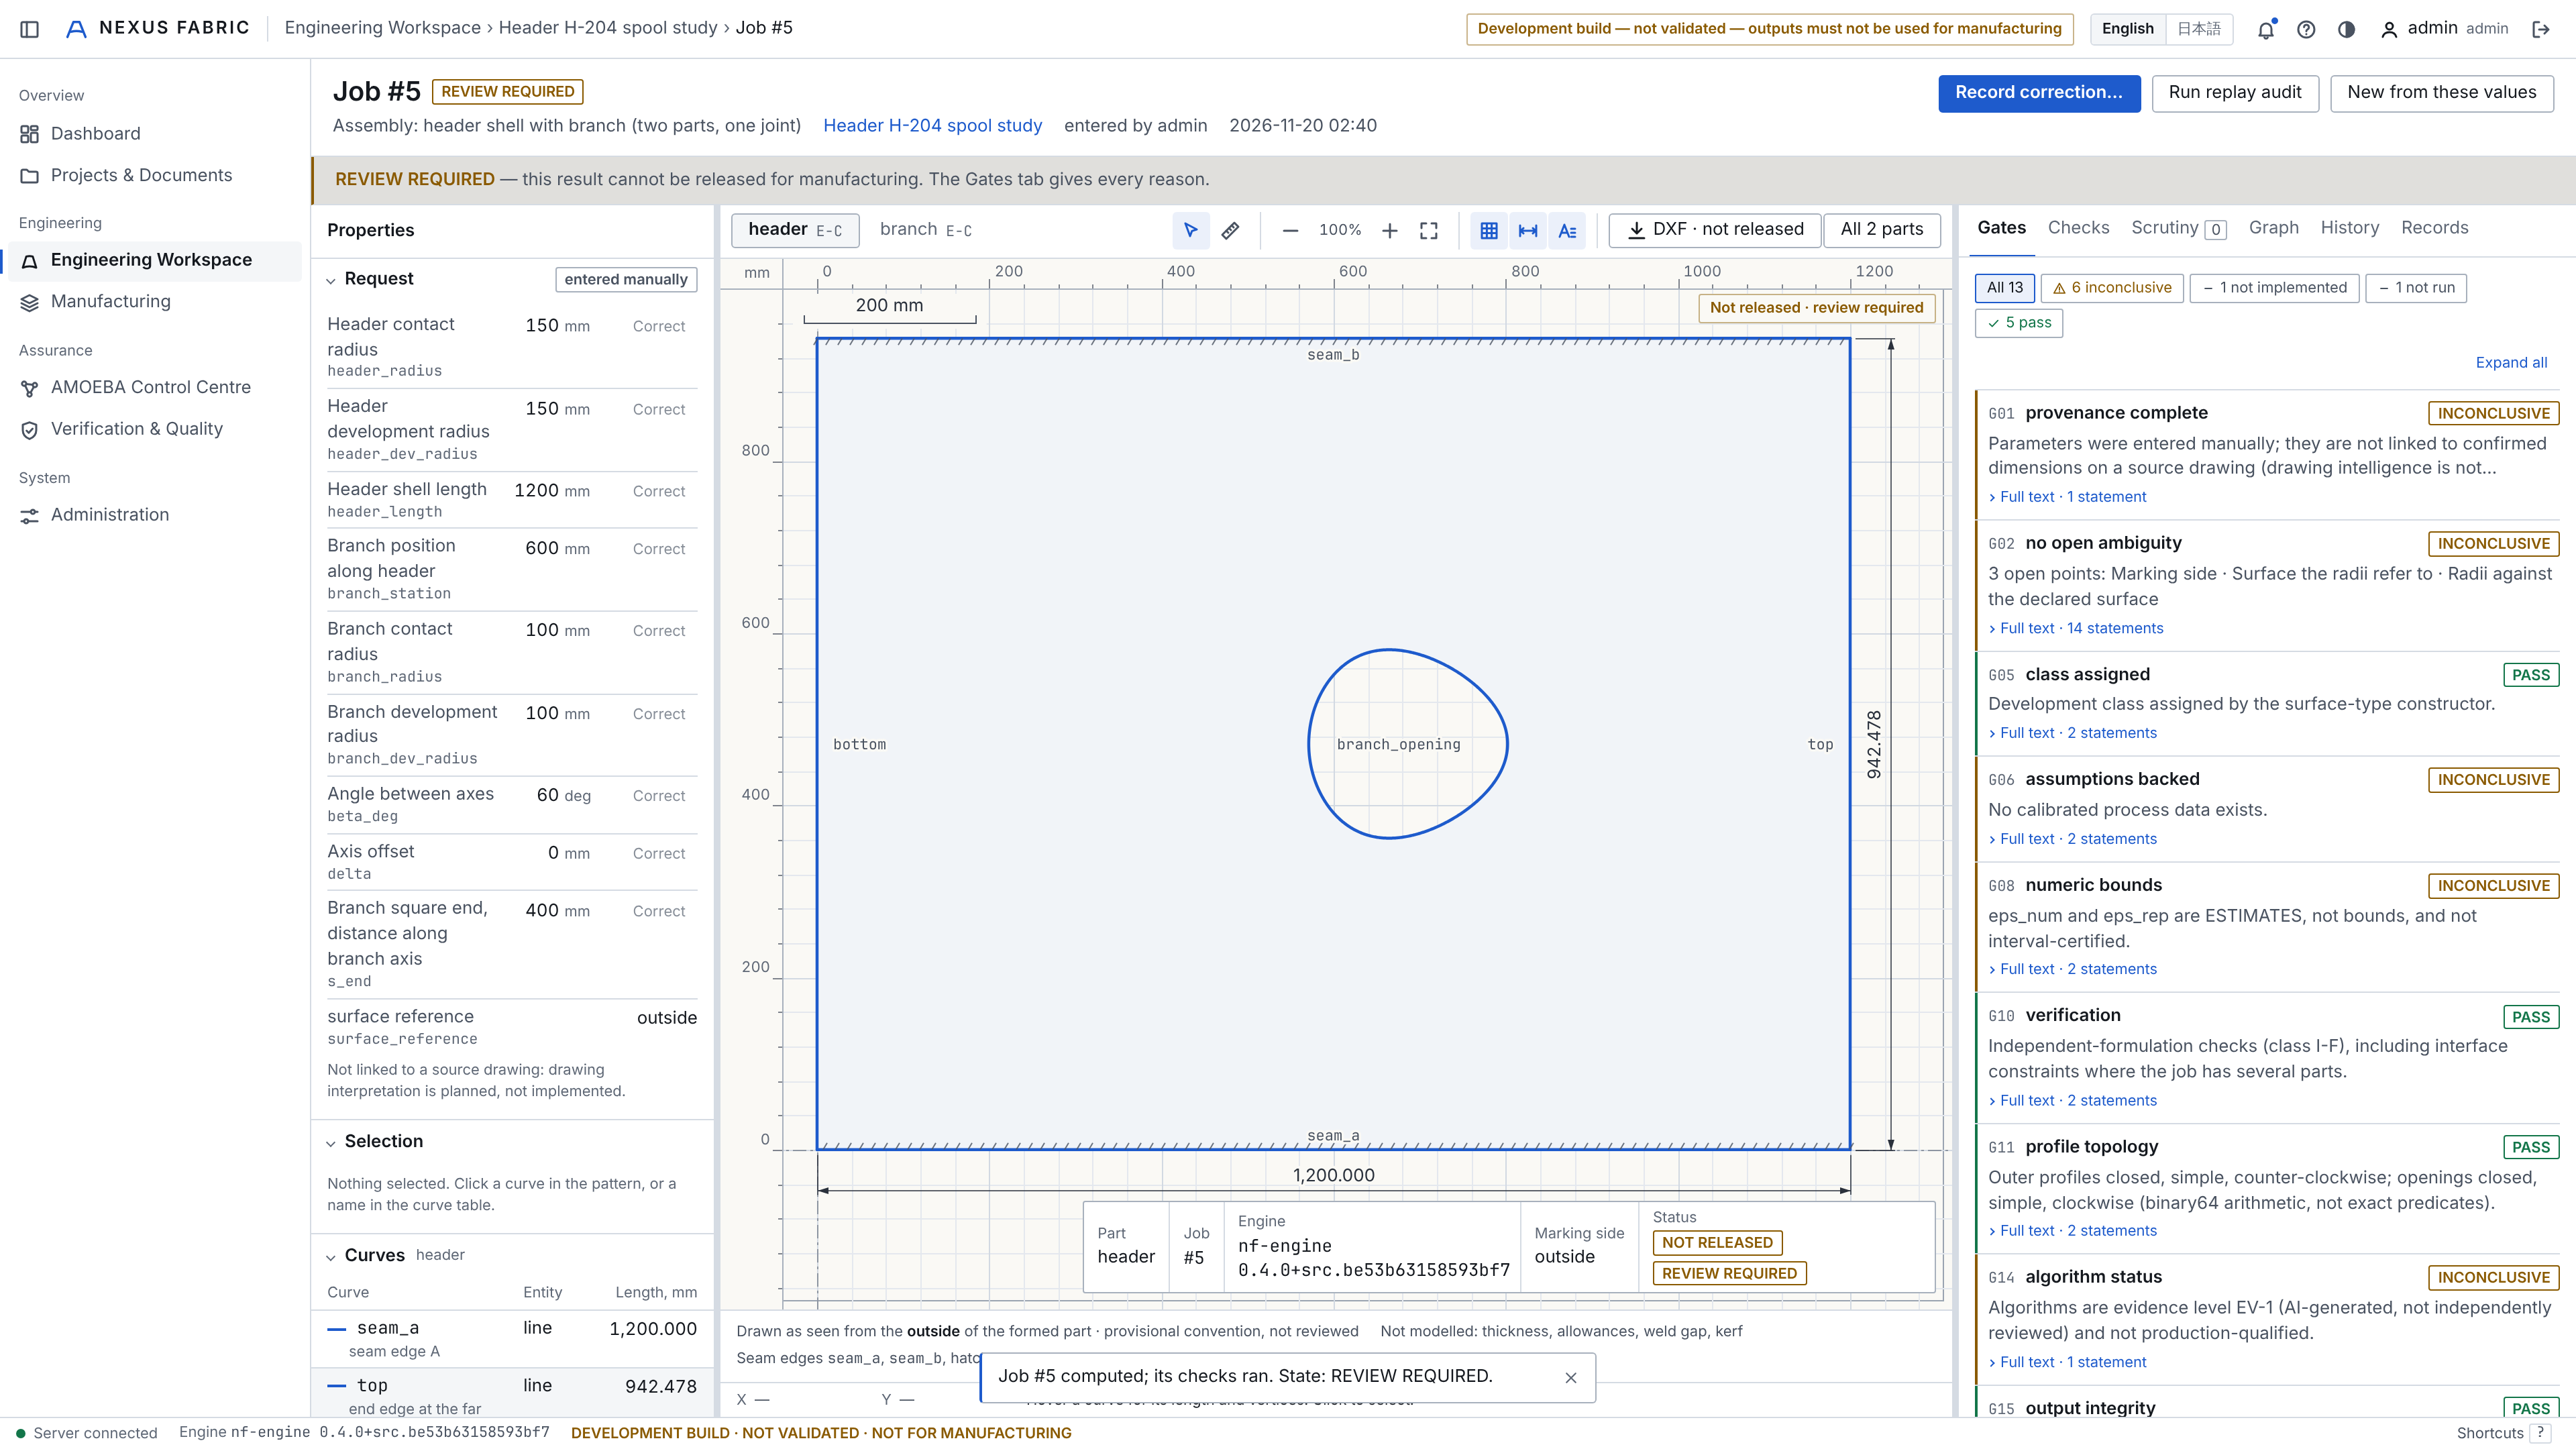 NEXUS FABRIC
Engineering Workspace › Header H-204 spool study › Job #5
Development build — not validated — outputs must not be used for manufacturing
English 日本語
admin admin
Overview
Dashboard
Projects & Documents
Engineering
Engineering Workspace
Manufacturing
Assurance
AMOEBA Control Centre
Verification & Quality
System
Administration
Job #5 REVIEW REQUIRED
Assembly: header shell with branch (two parts, one joint) Header H-204 spool study entered by admin 2026-11-20 02:40
Record correction... Run replay audit New from these values
REVIEW REQUIRED — this result cannot be released for manufacturing. The Gates tab gives every reason.
Properties
Request entered manually
Header contact radius 150 mm Correct
header_radius
Header development radius 150 mm Correct
header_dev_radius
Header shell length 1200 mm Correct
header_length
Branch position along header 600 mm Correct
branch_station
Branch contact radius 100 mm Correct
branch_radius
Branch development radius 100 mm Correct
branch_dev_radius
Angle between axes 60 deg Correct
beta_deg
Axis offset 0 mm Correct
delta
Branch square end, distance along branch axis 400 mm Correct
s_end
surface reference outside
surface_reference
Not linked to a source drawing: drawing
interpretation is planned, not implemented.
Selection
Nothing selected. Click a curve in the pattern, or a
name in the curve table.
Curves header
Curve Entity Length, mm
seam_a line 1,200.000
seam edge A
top line 942.478
end edge at the far
header E-C branch E-C
100%
DXF · not released All 2 parts
mm 0 200 400 600 800 1000 1200
200 mm
Not released · review required
seam_b
800
600
bottom branch_opening top 942.478
400
200
0
seam_a
1,200.000
Part
header
Job
#5
Engine
nf-engine
0.4.0+src.be53b63158593bf7
Marking side
outside
Status
NOT RELEASED
REVIEW REQUIRED
Drawn as seen from the outside of the formed part · provisional convention, not reviewed Not modelled: thickness, allowances, weld gap, kerf
Seam edges seam_a, seam_b, hatc
Job #5 computed; its checks ran. State: REVIEW REQUIRED.
X — Y —
Gates Checks Scrutiny 0 Graph History Records
All 13 6 inconclusive 1 not implemented 1 not run
5 pass
Expand all
G01 provenance complete INCONCLUSIVE
Parameters were entered manually; they are not linked to confirmed
dimensions on a source drawing (drawing intelligence is not...
› Full text · 1 statement
G02 no open ambiguity INCONCLUSIVE
3 open points: Marking side · Surface the radii refer to · Radii against
the declared surface
› Full text · 14 statements
G05 class assigned PASS
Development class assigned by the surface-type constructor.
› Full text · 2 statements
G06 assumptions backed INCONCLUSIVE
No calibrated process data exists.
› Full text · 2 statements
G08 numeric bounds INCONCLUSIVE
eps_num and eps_rep are ESTIMATES, not bounds, and not
interval-certified.
› Full text · 2 statements
G10 verification PASS
Independent-formulation checks (class I-F), including interface
constraints where the job has several parts.
› Full text · 2 statements
G11 profile topology PASS
Outer profiles closed, simple, counter-clockwise; openings closed,
simple, clockwise (binary64 arithmetic, not exact predicates).
› Full text · 2 statements
G14 algorithm status INCONCLUSIVE
Algorithms are evidence level EV-1 (AI-generated, not independently
reviewed) and not production-qualified.
› Full text · 1 statement
G15 output integrity PASS
Server connected Engine nf-engine 0.4.0+src.be53b63158593bf7 DEVELOPMENT BUILD · NOT VALIDATED · NOT FOR MANUFACTURING
Shortcuts ?